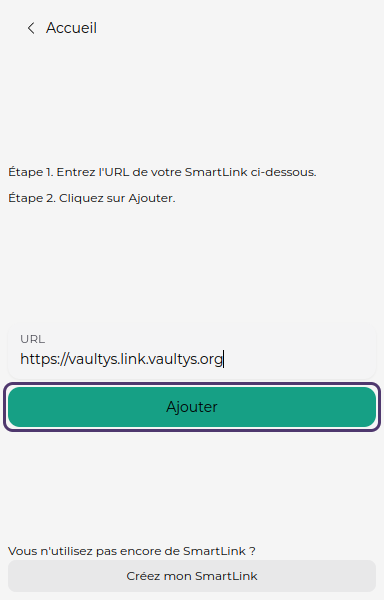 Accueil
Étape 1. Entrez l'URL de votre SmartLink ci-dessous.
Étape 2. Cliquez sur Ajouter.
URL
https://vaultys.link.vaultys.org
Ajouter
Vous n'utilisez pas encore de SmartLink ?
Créez mon SmartLink